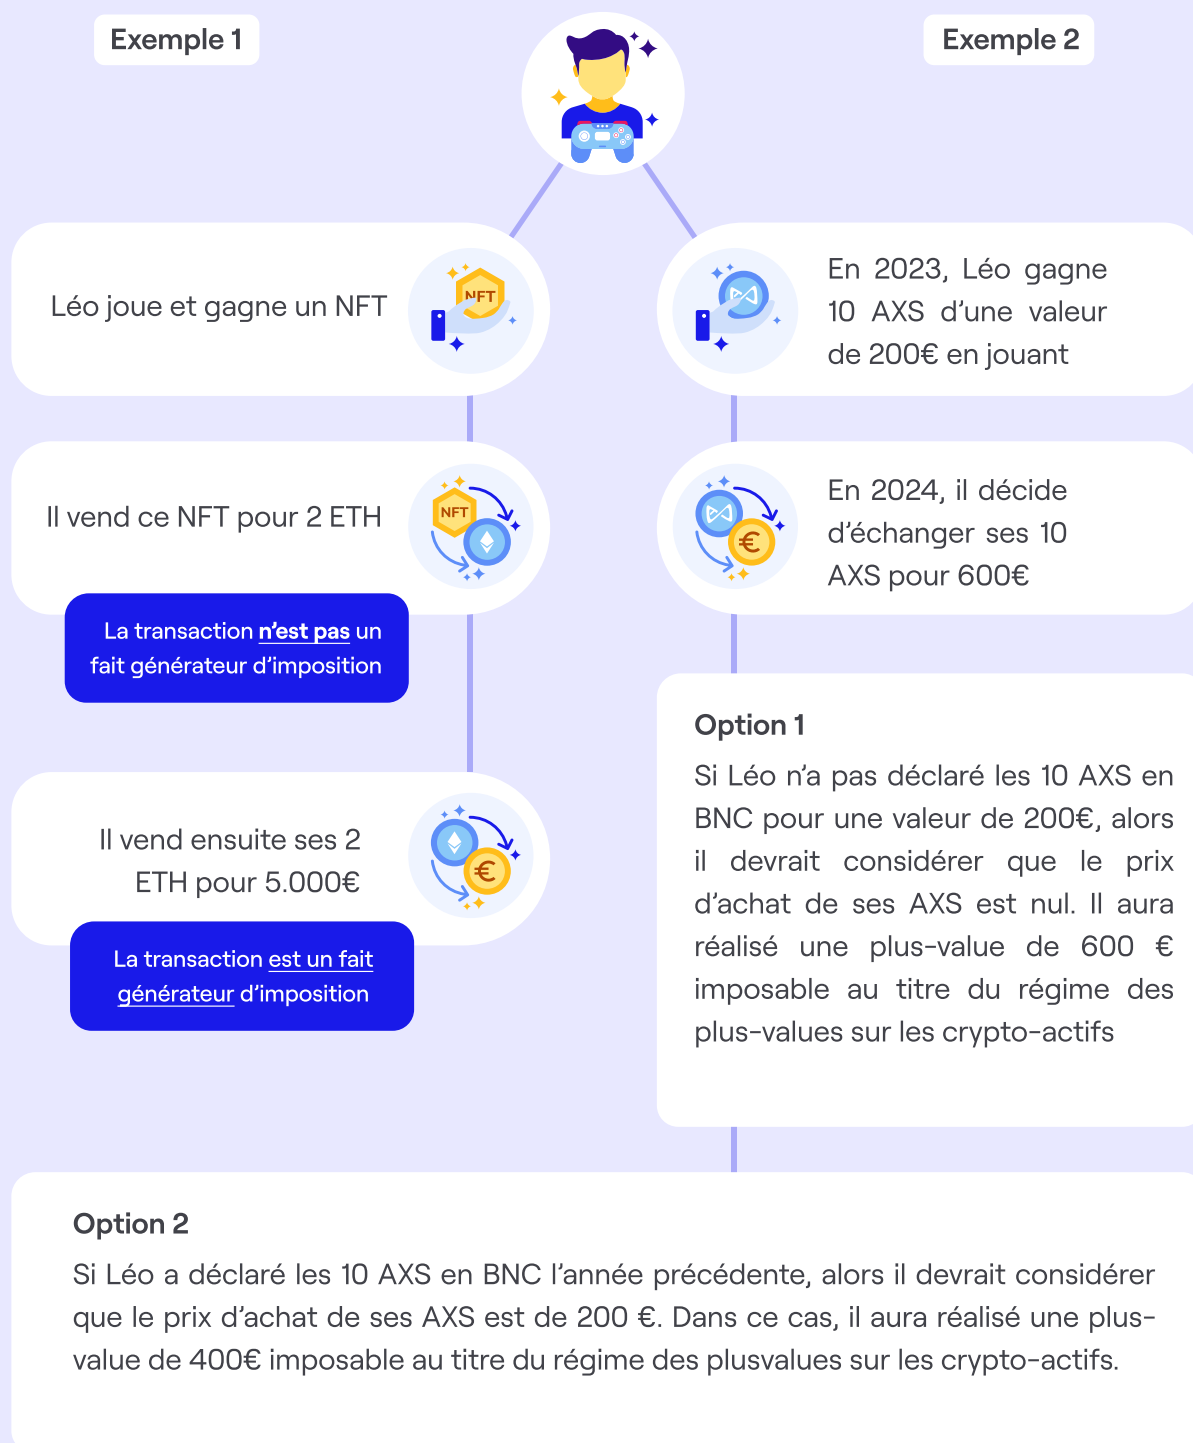 Exemple 1
Exemple 2
Léo joue et gagne un NFT
NFT
En 2023, Léo gagne
10 AXS d'une valeur
de 200€ en jouant
Il vend ce NFT pour 2 ETH
NFT
La transaction n'est pas un
fait générateur d'imposition
€
En 2024, il décide
d'échanger ses 10
AXS pour 600€
Il vend ensuite ses 2
ETH pour 5.000€
€
La transaction est un fait
générateur d'imposition
Option 1
Si Léo n'a pas déclaré les 10 AXS en
BNC pour une valeur de 200€, alors
il devrait considérer que le prix
d'achat de ses AXS est nul. Il aura
réalisé une plus-value de 600 €
imposable au titre du régime des
plus-values sur les crypto-actifs
Option 2
Si Léo a déclaré les 10 AXS en BNC l'année précédente, alors il devrait considérer
que le prix d'achat de ses AXS est de 200 €. Dans ce cas, il aura réalisé une plus-
value de 400€ imposable au titre du régime des plusvalues sur les crypto-actifs.